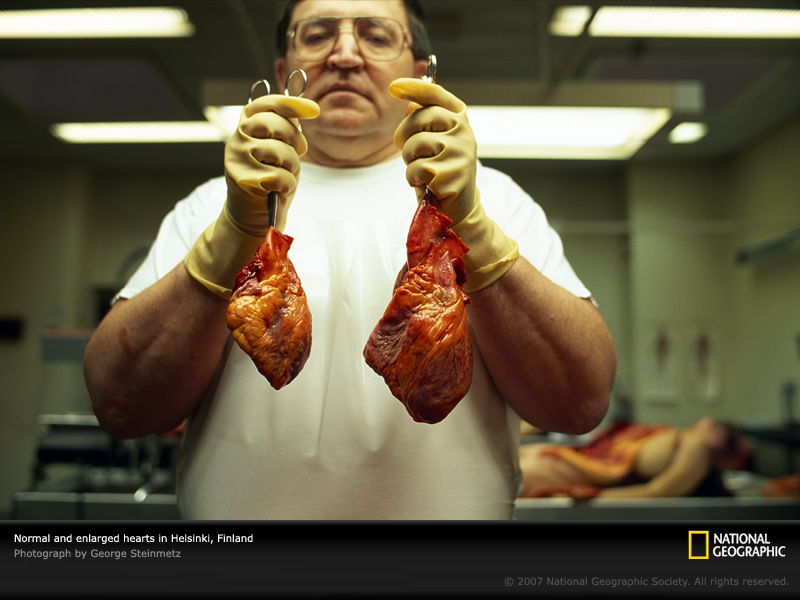 Normal and enlarged hearts in Helsinki, Finland
Photograph by George Steinmetz
NATIONAL
GEOGRAPHIC
© 2007 National Geographic Society. All rights reserved.